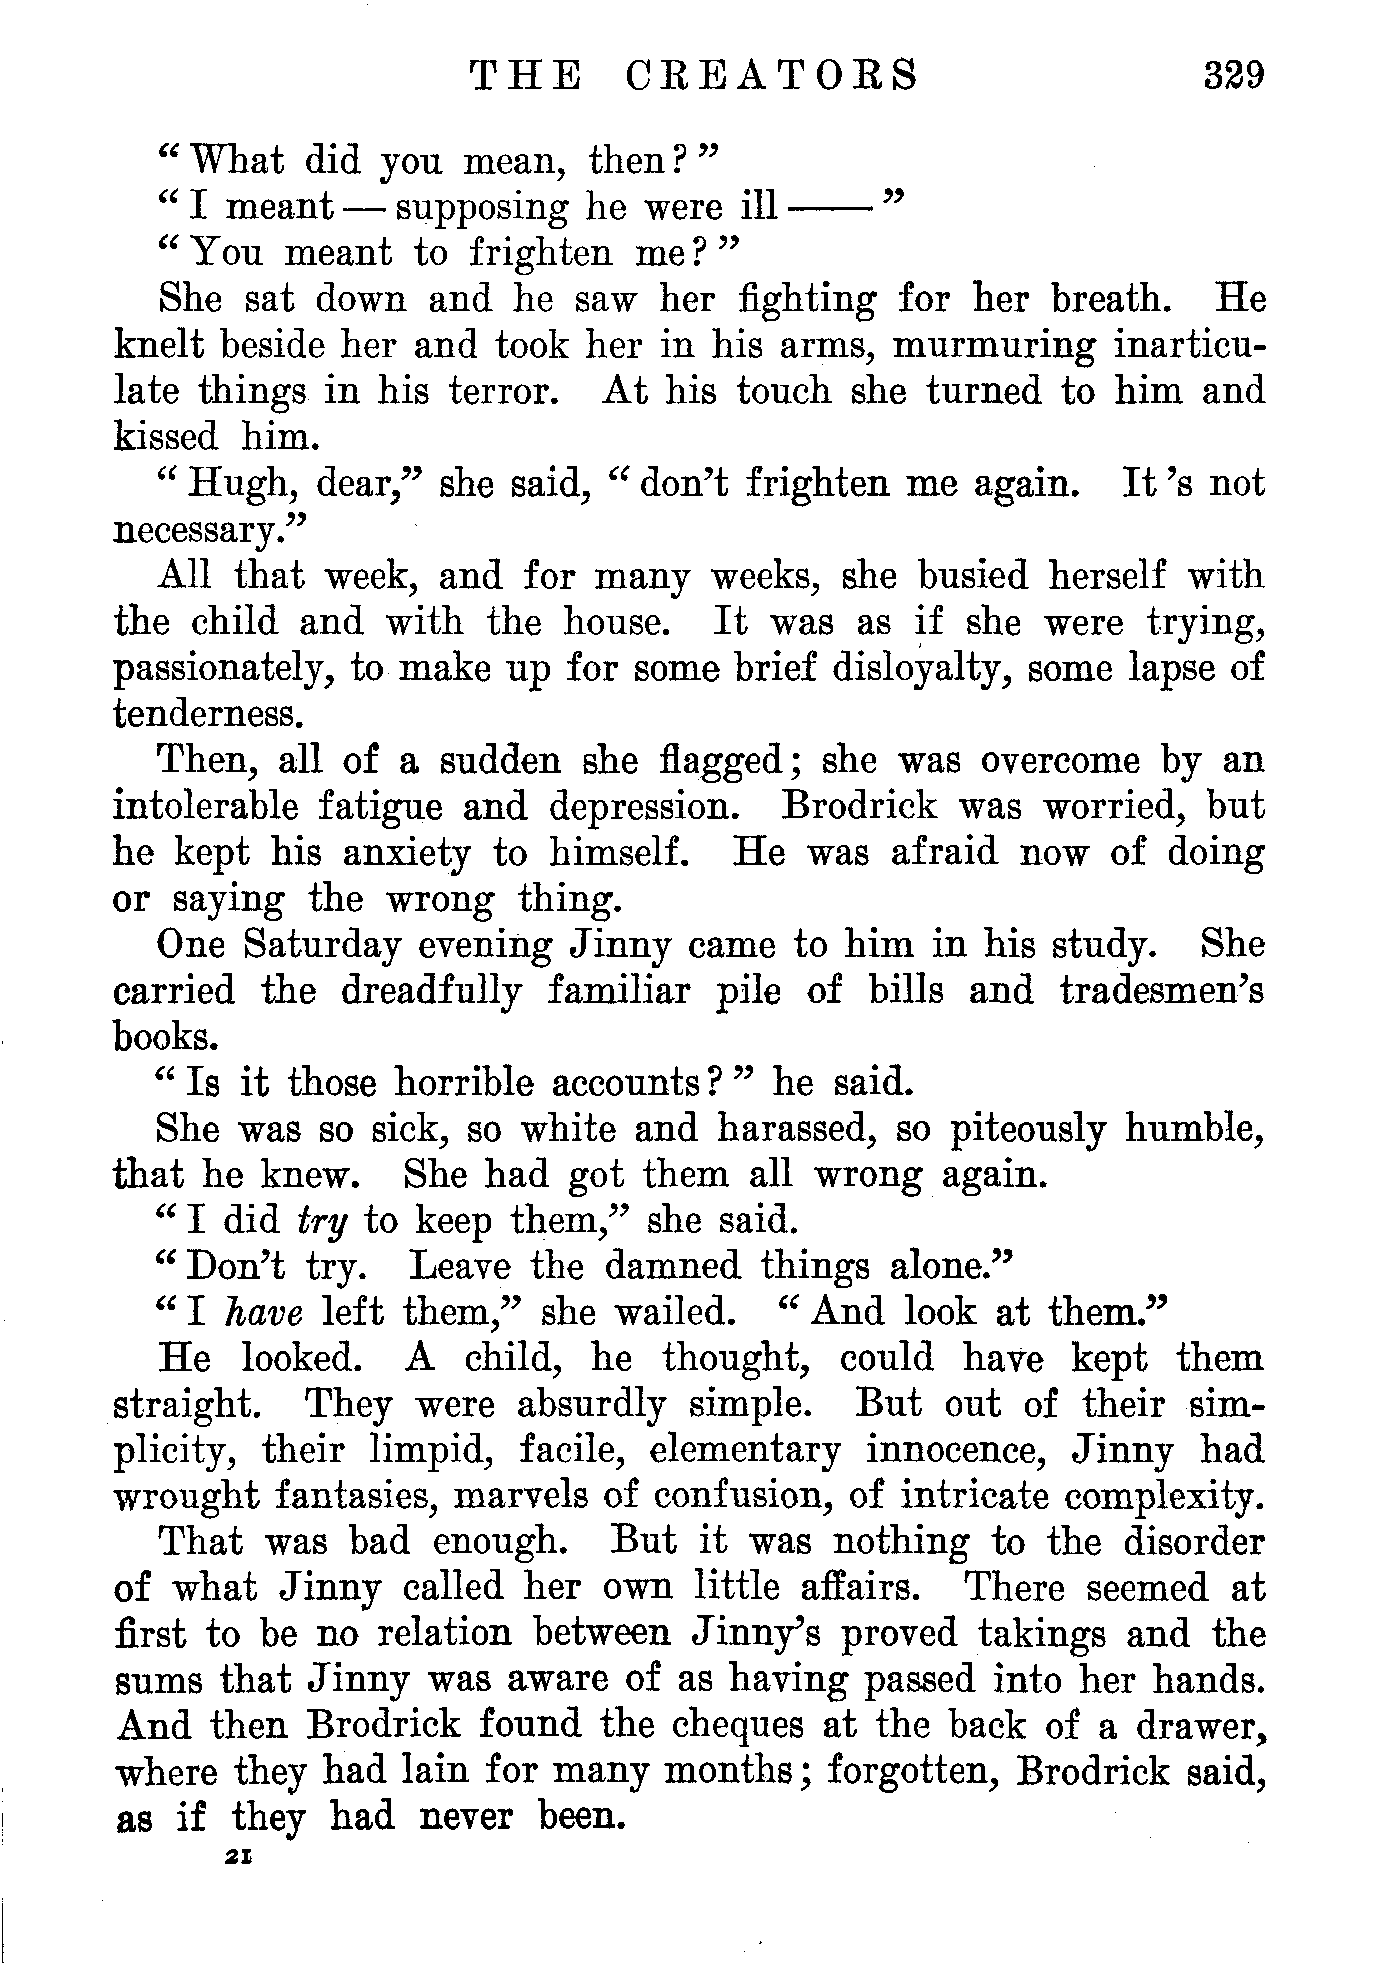 THE CREATORS 329
“ What did you mean, then? ”
“ I meant — supposing he were ill —— ”
“ You meant to frighten me? ”
She sat down and he saw her fighting for her breath. He
knelt beside her and took her in his arms, murmuring inarticu-
late things in his terror. At his touch she turned to him and
kissed him.
“ Hugh, dear,” she said, “ don’t frighten me again. It ’s not
necessary.”
All that week, and for many weeks, she busied herself with
the child and with the house. It was as if she were trying,
passionately, to make up for some brief disloyalty, some lapse of
tenderness.
Then, all of a sudden she flagged; she was overcome by an
intolerable fatigue and depression. Brodrick was worried, but
he kept his anxiety to himself. He was afraid now of doing
or saying the wrong thing.
One Saturday evening Jinny came to him in his study. She
carried the dreadfully familiar pile of bills and tradesmen’s
books.
“ Is it those horrible accounts? ” he said.
She was so sick, so white and harassed, so piteously humble,
that he knew. She had got them all wrong again.
“ I did try to keep them,” she said.
“ Don’t try. Leave the damned things alone.”
“ I have left them,” she wailed. “ And look at them.”
He looked. A child, he thought, could have kept them
straight. They were absurdly simple. But out of their sim-
plicity, their limpid, facile, elementary innocence, Jinny had
wrought fantasies, marvels of confusion, of intricate complexity.
That was bad enough. But it was nothing to the disorder
of what Jinny called her own little affairs. There seemed at
first to be no relation between Jinny’s proved takings and the
sums that Jinny was aware of as having passed into her hands.
And then Brodrick found the cheques at the back of a drawer,
where they had lain for many months; forgotten, Brodrick said,
as if they had never been.
21